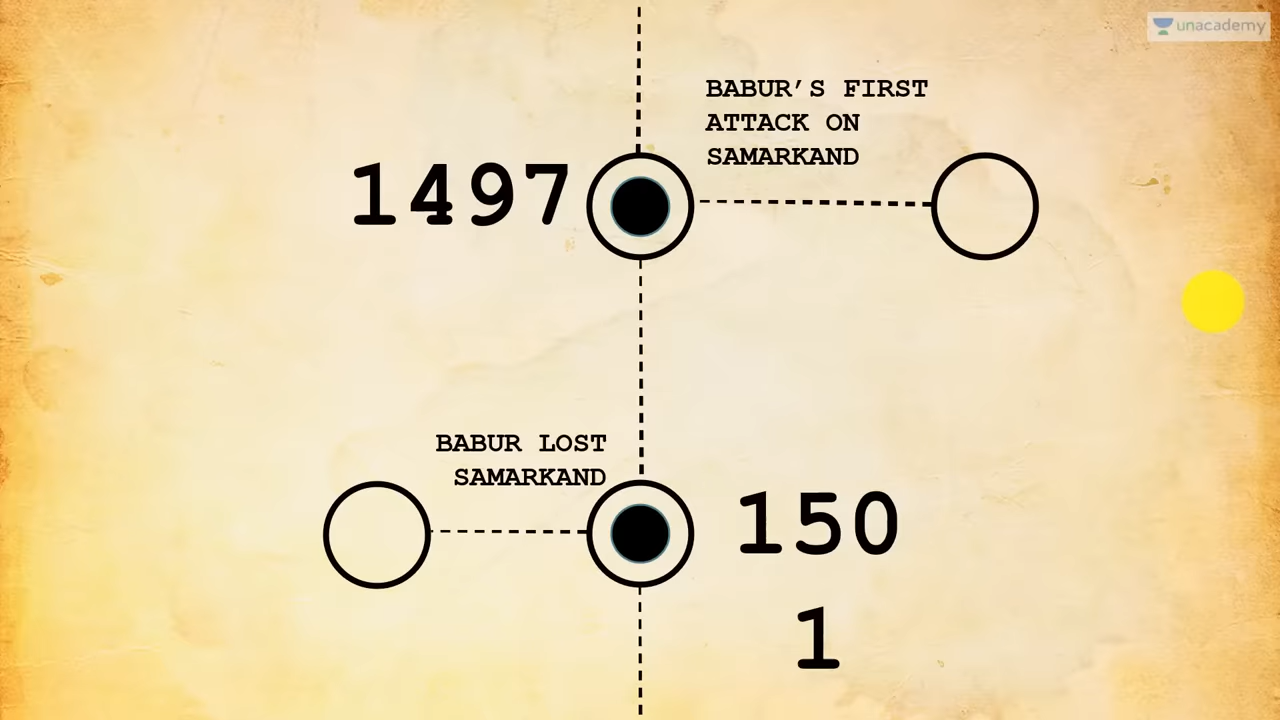 unacademy
BABUR'S FIRST
ATTACK ON
SAMARKAND
1497
BABUR LOST
SAMARKAND
150
1